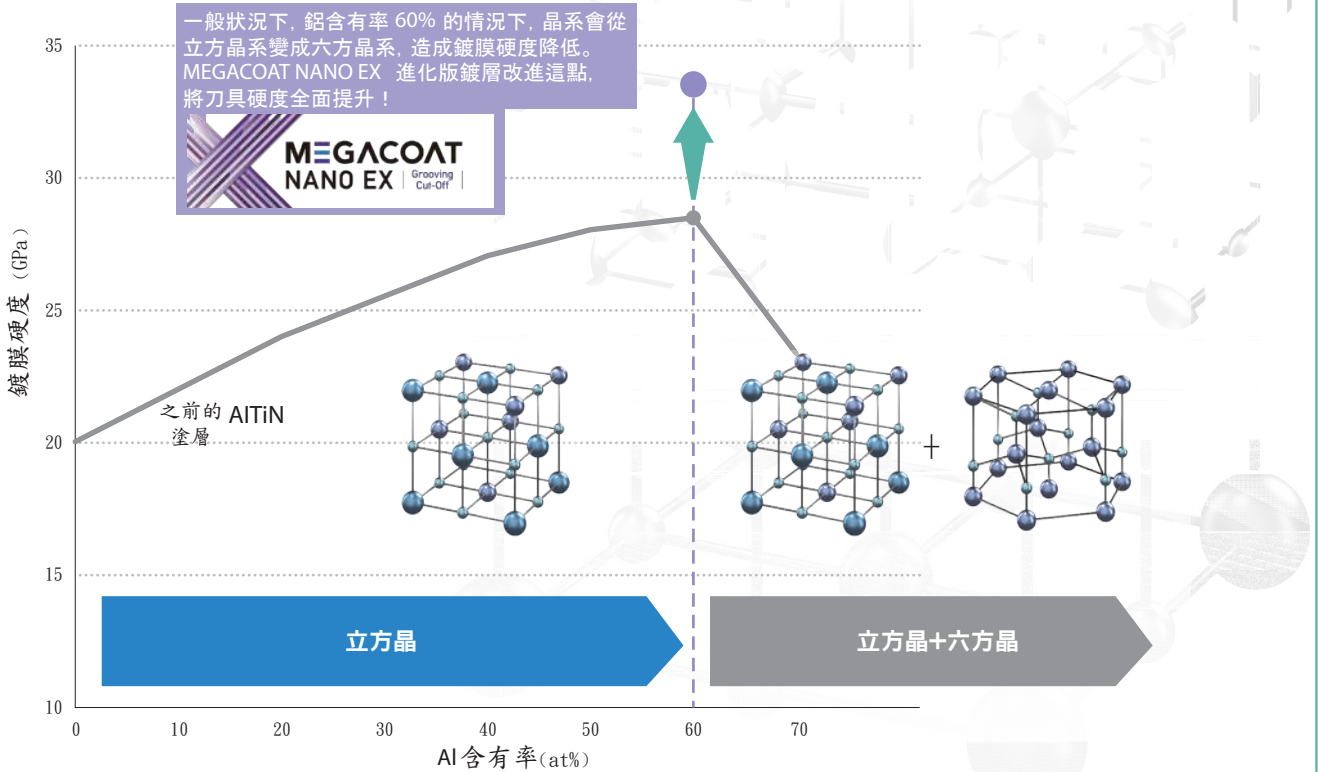 一般狀況下, 鋁含有率 60% 的情況下, 晶系會從
立方晶系變成六方晶系, 造成鍍膜硬度降低。
MEGACOAT NANO EX 進化版鍍層改進這點,
將刀具硬度全面提升！
MEGACOAT
NANO EX | Grooving Cut-Off |
鍍膜硬度 (GPa)
35
30
25
20
15
10
之前的 AlTiN
塗層
+
立方晶
立方晶+六方晶
0 10 20 30 40 50 60 70
Al含有率(at%)